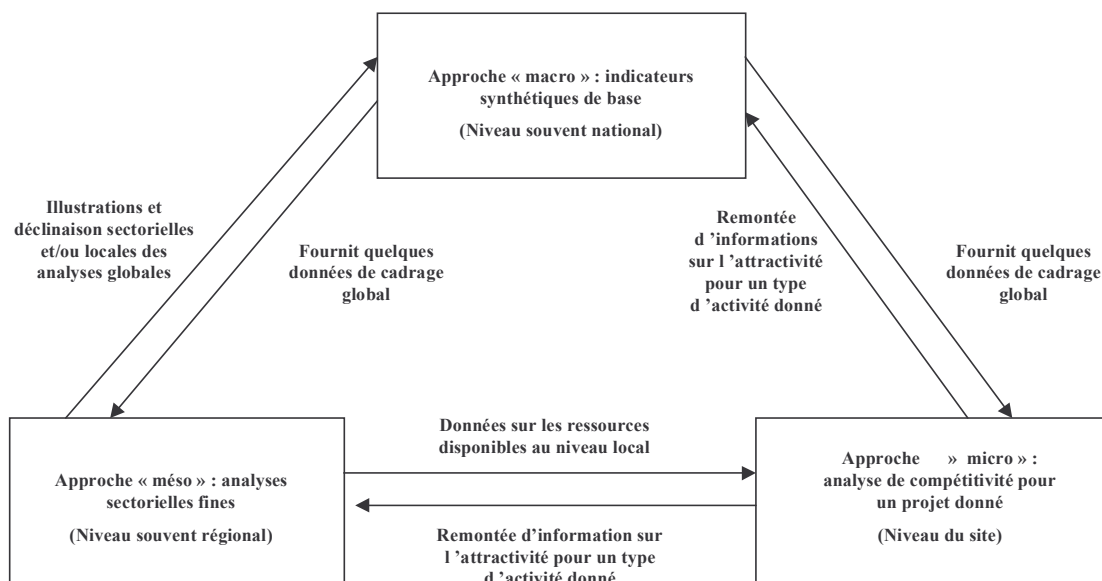 Approche « macro » : indicateurs
synthétiques de base
(Niveau souvent national)
Illustrations et
déclinaison sectorielles
et/ou locales des
analyses globales
Fournit quelques
données de cadrage
global
Remontée
d ’informations
sur l ’attractivité
pour un type
d ’activité donné
Fournit quelques
données de cadrage
global
Approche « méso » : analyses
sectorielles fines
(Niveau souvent régional)
Données sur les ressources
disponibles au niveau local
Remontée d’information sur
l ’attractivité pour un type
d ’activité donné
Approche » micro » :
analyse de compétitivité pour
un projet donné
(Niveau du site)